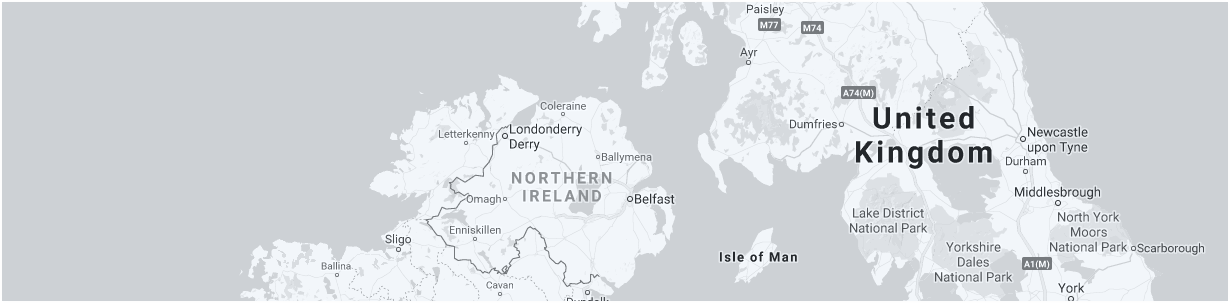 Paisley
M77
M74
Ayr
A74(M)
Coleraine
United
Kingdom
Dumfries
Londonderry
Derry
Letterkenny
Newcastle
upon Tyne
Ballymena
Durham
NORTHERN
IRELAND
Omagh
Belfast
Middlesbrough
Lake District
National Park
North York
Moors
National Park
Enniskillen
Sligo
Scarborough
Yorkshire
Dales
National Park
Isle of Man
Ballina
A1(M)
Cavan
York